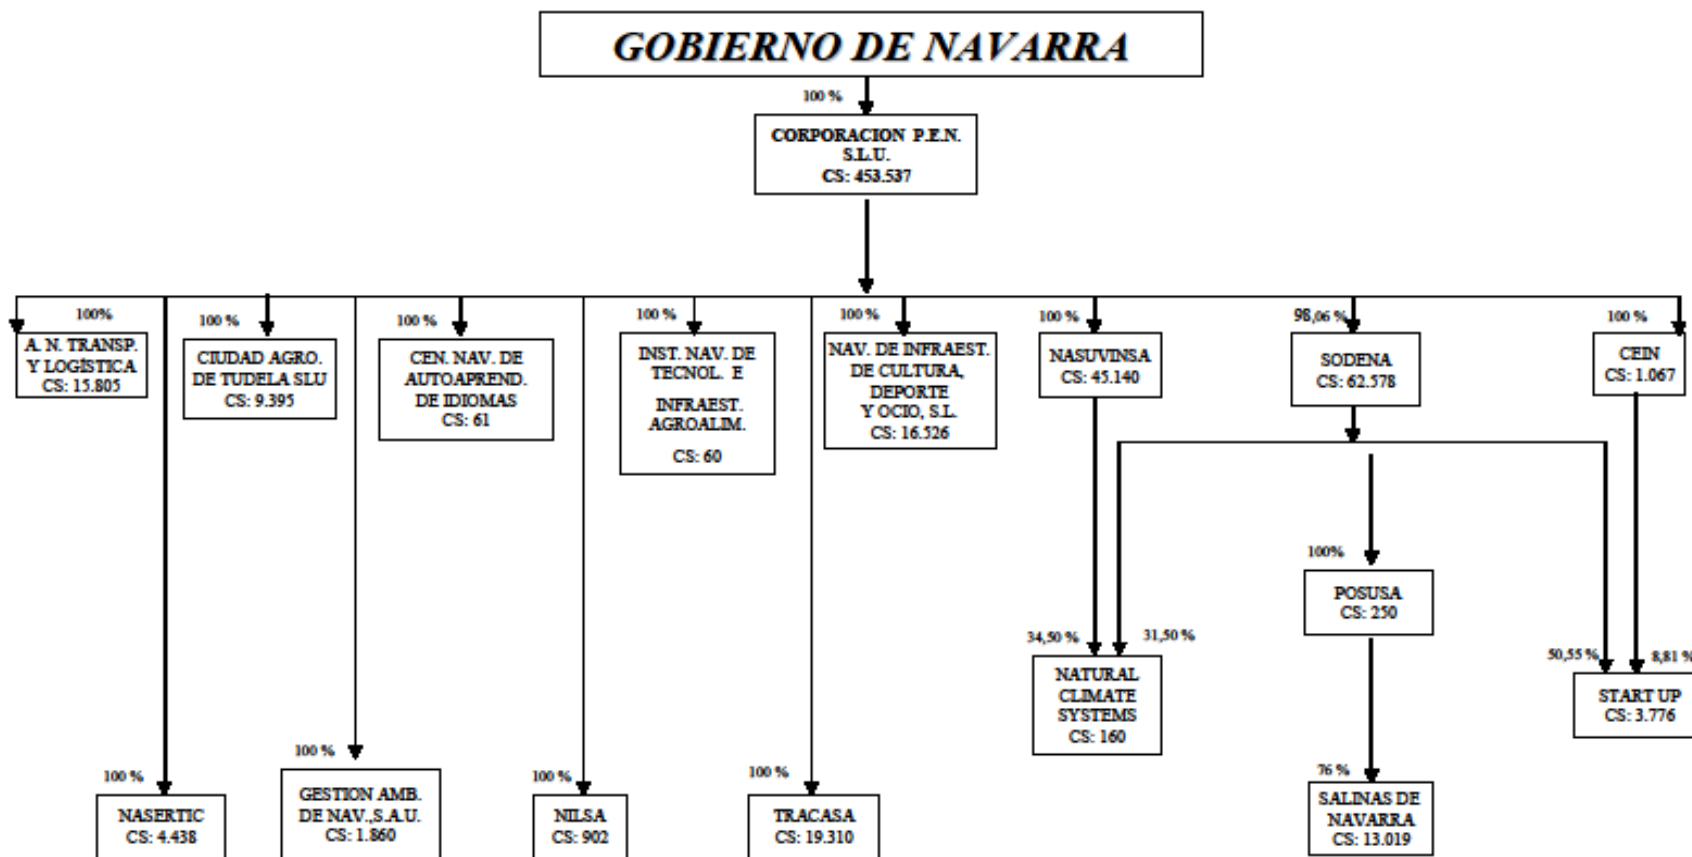 GOBIERNO DE NAVARRA
100 %
CORPORACION P.E.N.
S.L.U.
CS: 453.537
100%
A. N. TRANSP.
Y LOGÍSTICA
CS: 15.805
100 %
CIUDAD AGRO.
DE TUDELA SLU
CS: 9.395
100 %
CEN. NAV. DE
AUTOAPREND.
DE IDIOMAS
CS: 61
100 %
INST. NAV. DE
TECNOL. E
INFRAEST.
AGROALIM.
CS: 60
100 %
NAV. DE INFRAEST.
DE CULTURA,
DEPORTE
Y OCIO, S.L.
CS: 16.526
100 %
NASUVINSA
CS: 45.140
98,06 %
SODENA
CS: 62.578
100 %
CEIN
CS: 1.067
100%
POSUSA
CS: 250
34,50 %
31,50 %
NATURAL
CLIMATE
SYSTEMS
CS: 160
50,55 %
8,81 %
START UP
CS: 3.776
100 %
NASERTIC
CS: 4.438
100 %
GESTION AMB.
DE NAV.,S.A.U.
CS: 1.860
100 %
NILSA
CS: 902
100 %
TRACASA
CS: 19.310
76 %
SALINAS DE
NAVARRA
CS: 13.019